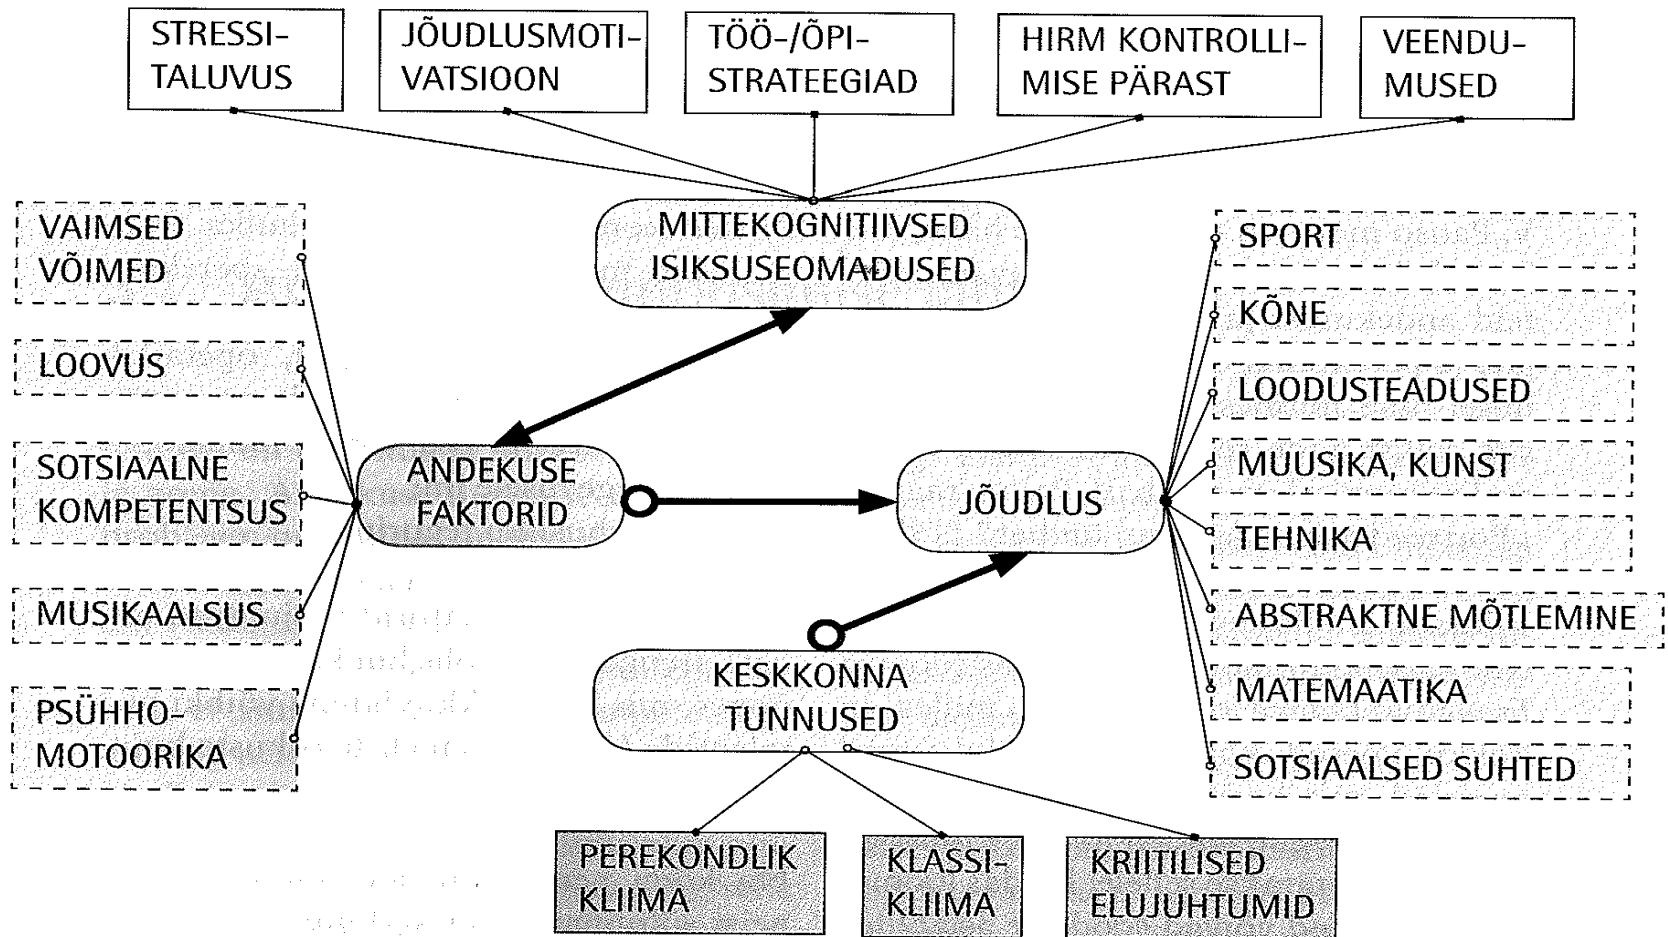 STRESSI-
TALUVUS
JÕUDLUSMOTI-
VATSIOON
TÖÖ-/ÕPI-
STRATEEGIAD
HIRM KONTROLLI-
MISE PÄRAST
VEENDU-
MUSED
MITTEKOGNITIIVSED
ISIKSUSEOMADUSED
VAIMSED
VÕIMED
LOOVUS
SOTSIAALNE
KOMPETENTSUS
MUSIKAALSUS
PSÜHHO-
MOTOORIKA
ANDEKUSE
FAKTORID
JÕUDLUS
SPORT
KÕNE
LOODUSTEADUSED
MUUSIKA, KUNST
TEHNIKA
ABSTRAKTNE MÕTLEMINE
MATEMAATIKA
SOTSIAALSED SUHTED
KESKKONNA
TUNNUSED
PEREKONDLIK
KLIIMA
KLASSI-
KLIIMA
KRIITILISED
ELUJUHTUMID